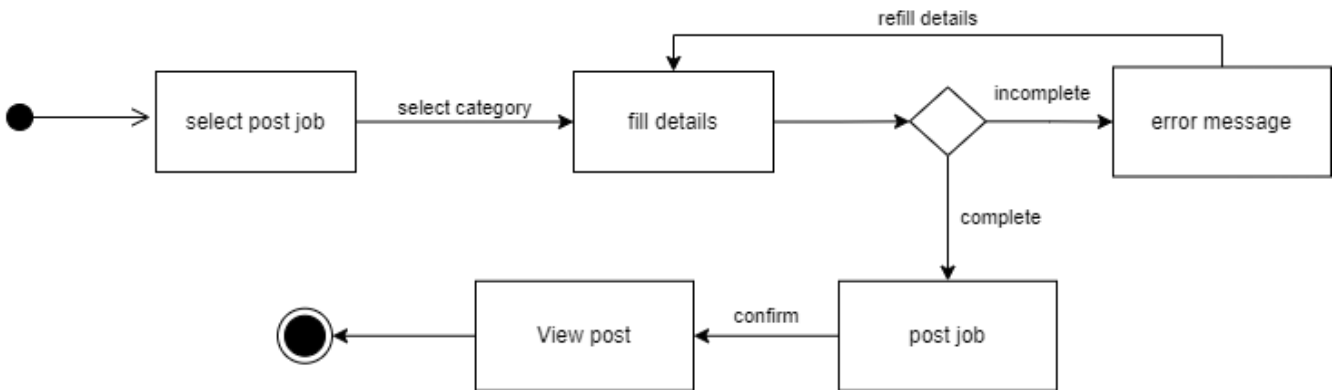 refill details
select post job
select category
fill details
incomplete
error message
complete
View post
confirm
post job